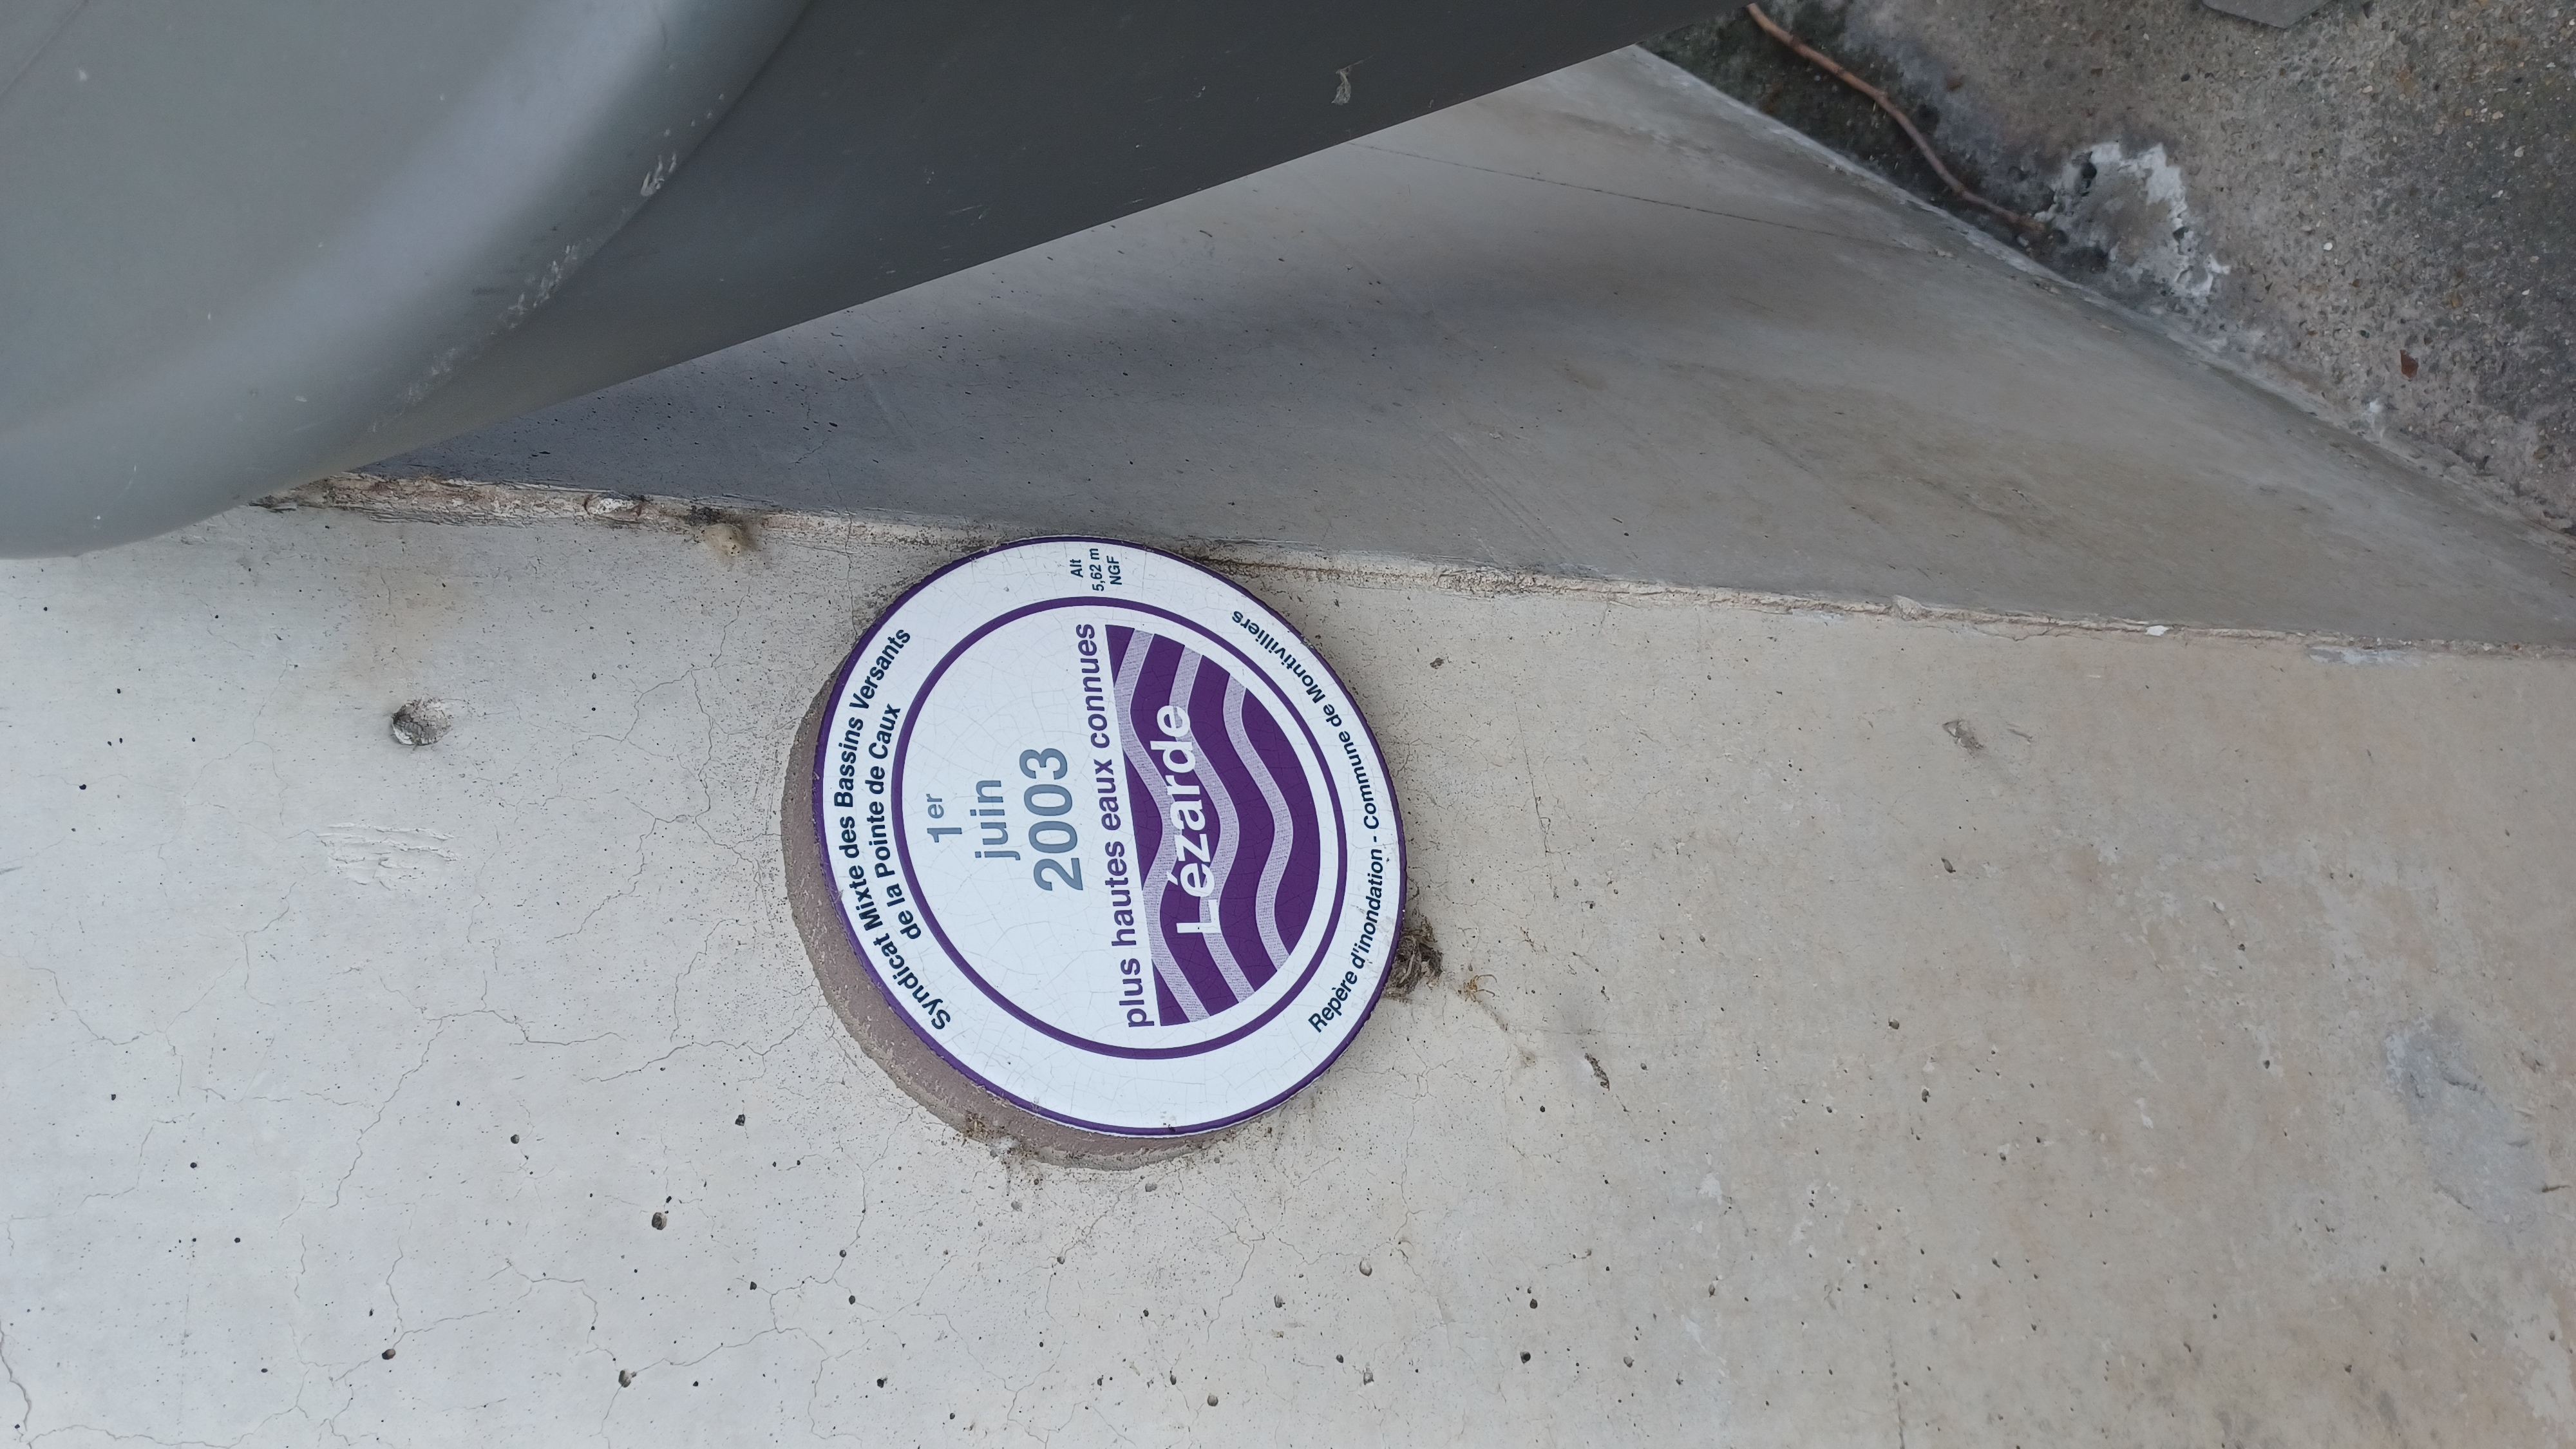 Syndicat Mixte des Bassins Versants
de la Pointe de Caux
1er
juin
2003
plus hautes eaux connues
Lézarde
Alt
5,62 m
NGF
Repère d'inondation - Commune de Montivilliers